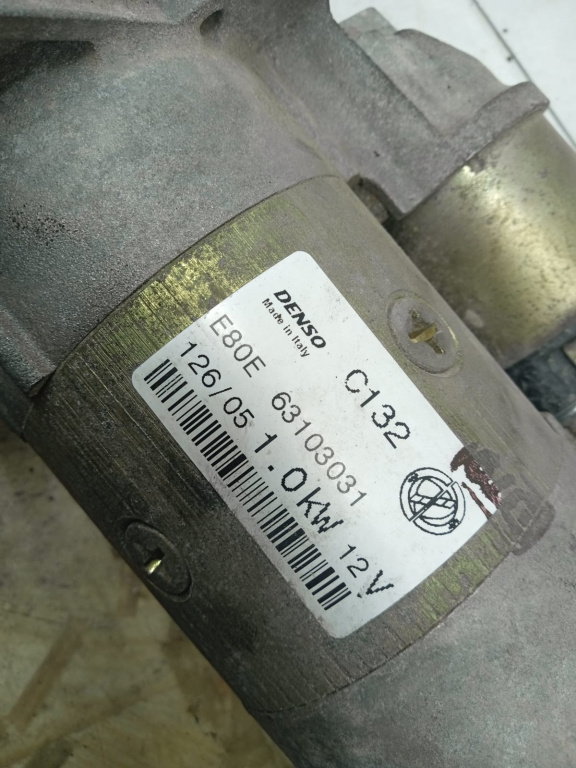 DENSO
Made in Italy
C132
E80E 63103031
126/05 1.0KW 12V